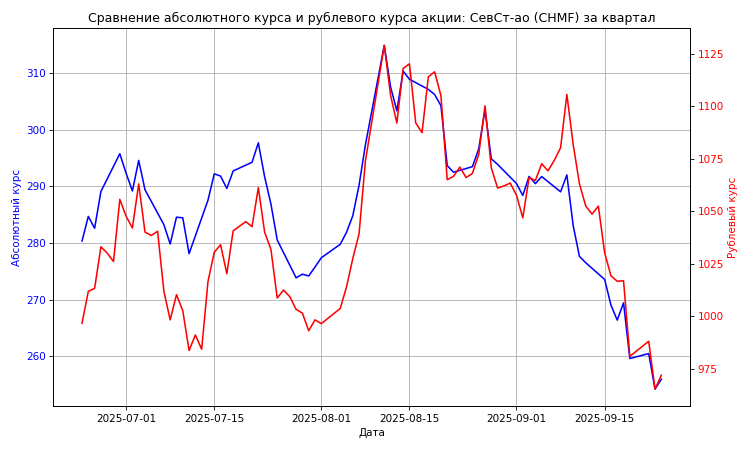 Сравнение абсолютного курса и рублевого курса акции: СевСт-ао (CHMF) за квартал
310
300
290
280
270
260
Абсолютный курс
1125
1100
1075
1050
1025
1000
975
Рублевый курс
2025-07-01 2025-07-15 2025-08-01 2025-08-15 2025-09-01 2025-09-15
Дата